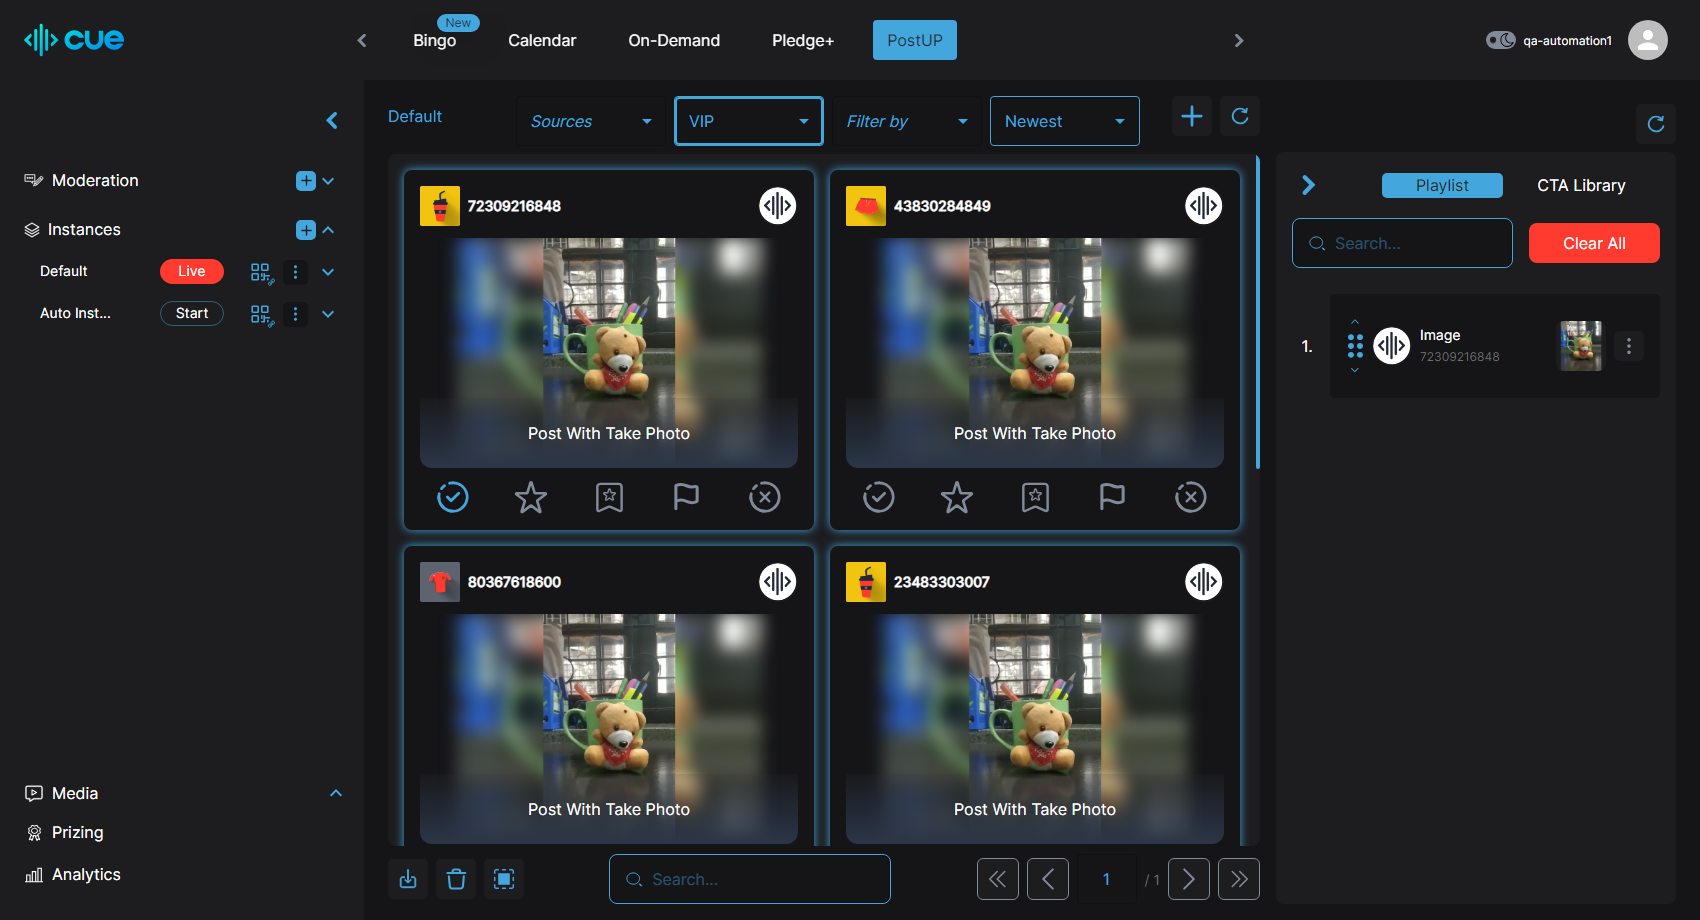 cue
New
Bingo
Calendar
On-Demand
Pledge+
PostUP
qa-automation1
Moderation
Instances
Default
Live
Auto Inst...
Start
Media
Prizing
Analytics
Default
Sources
VIP
Filter by
Newest
72309216848
Post With Take Photo
43830284849
Post With Take Photo
80367618600
Post With Take Photo
23483303007
Post With Take Photo
Search...
1
/ 1
Playlist
CTA Library
Search...
Clear All
1.
Image
72309216848